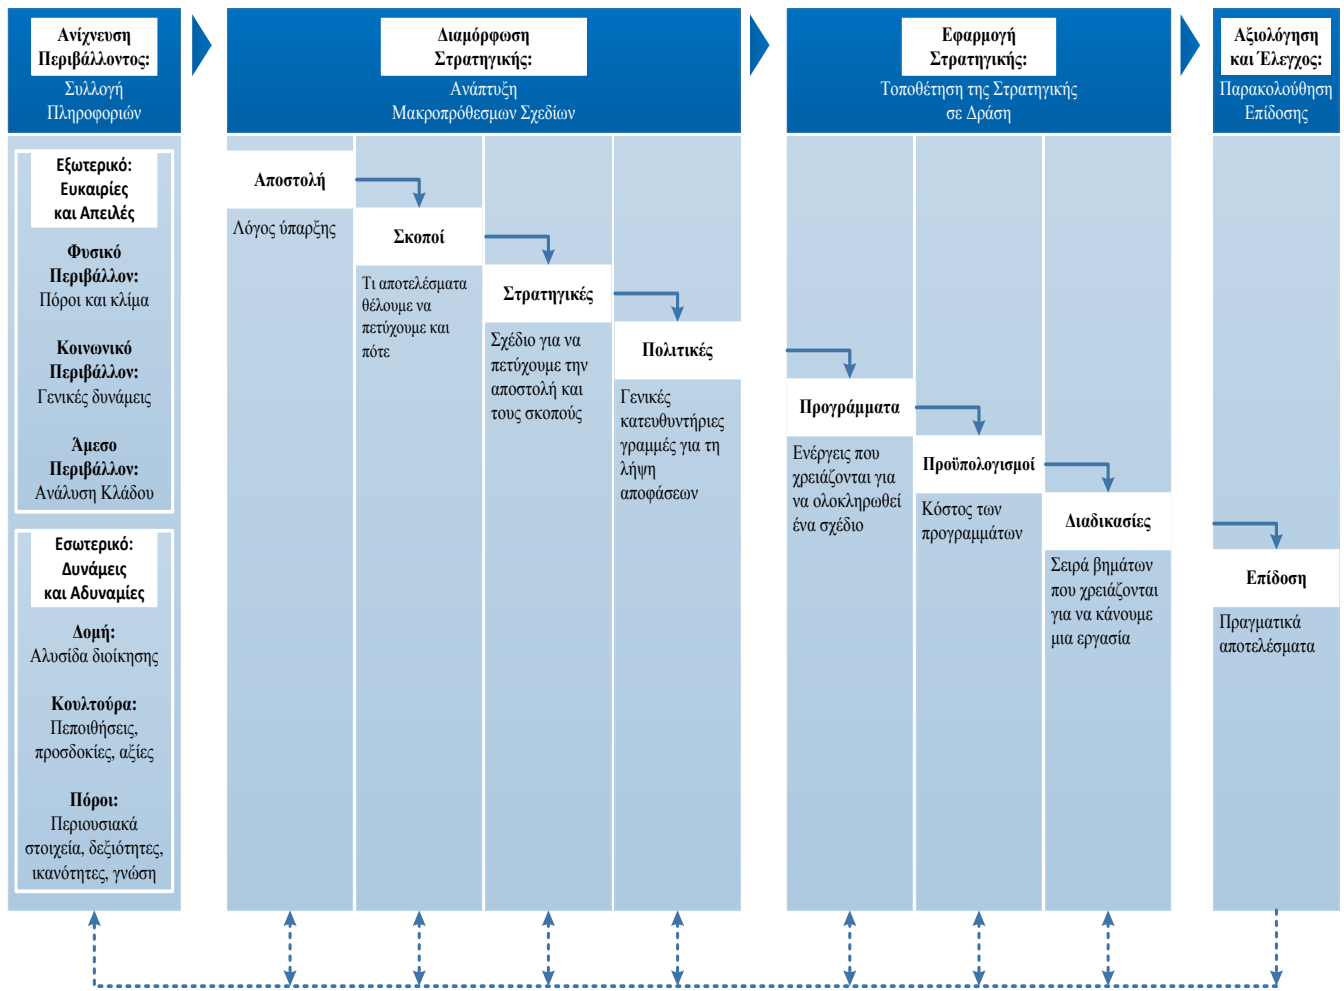 Ανίχνευση
Περιβάλλοντος:
Συλλογή
Πληροφοριών
Διαμόρφωση
Στρατηγικής:
Ανάπτυξη
Μακροπρόθεσμων Σχεδίων
Εφαρμογή
Στρατηγικής:
Τοποθέτηση της Στρατηγικής
σε Δράση
Αξιολόγηση
και Έλεγχος:
Παρακολούθηση
Επίδοσης
Εξωτερικό:
Ευκαιρίες
και Απειλές
Φυσικό
Περιβάλλον:
Πόροι και κλίμα
Κοινωνικό
Περιβάλλον:
Γενικές δυνάμεις
Άμεσο
Περιβάλλον:
Ανάλυση Κλάδου
Εσωτερικό:
Δυνάμεις
και Αδυναμίες
Δομή:
Αλυσίδα διοίκησης
Κουλτούρα:
Πεποιθήσεις,
προσδοκίες, αξίες
Πόροι:
Περιουσιακά
στοιχεία, δεξιότητες,
ικανότητες, γνώση
Αποστολή
Λόγος ύπαρξης
Σκοποί
Τι αποτελέσματα
θέλουμε να
πετύχουμε και
πότε
Στρατηγικές
Σχέδιο για να
πετύχουμε την
αποστολή και
τους σκοπούς
Πολιτικές
Γενικές
κατευθυντήριες
γραμμές για τη
λήψη
αποφάσεων
Προγράμματα
Ενέργεις που
χρειάζονται για
να ολοκληρωθεί
ένα σχέδιο
Προϋπολογισμοί
Κόστος των
προγραμμάτων
Διαδικασίες
Σειρά βημάτων
που χρειάζονται
για να κάνουμε
μια εργασία
Επίδοση
Πραγματικά
αποτελέσματα